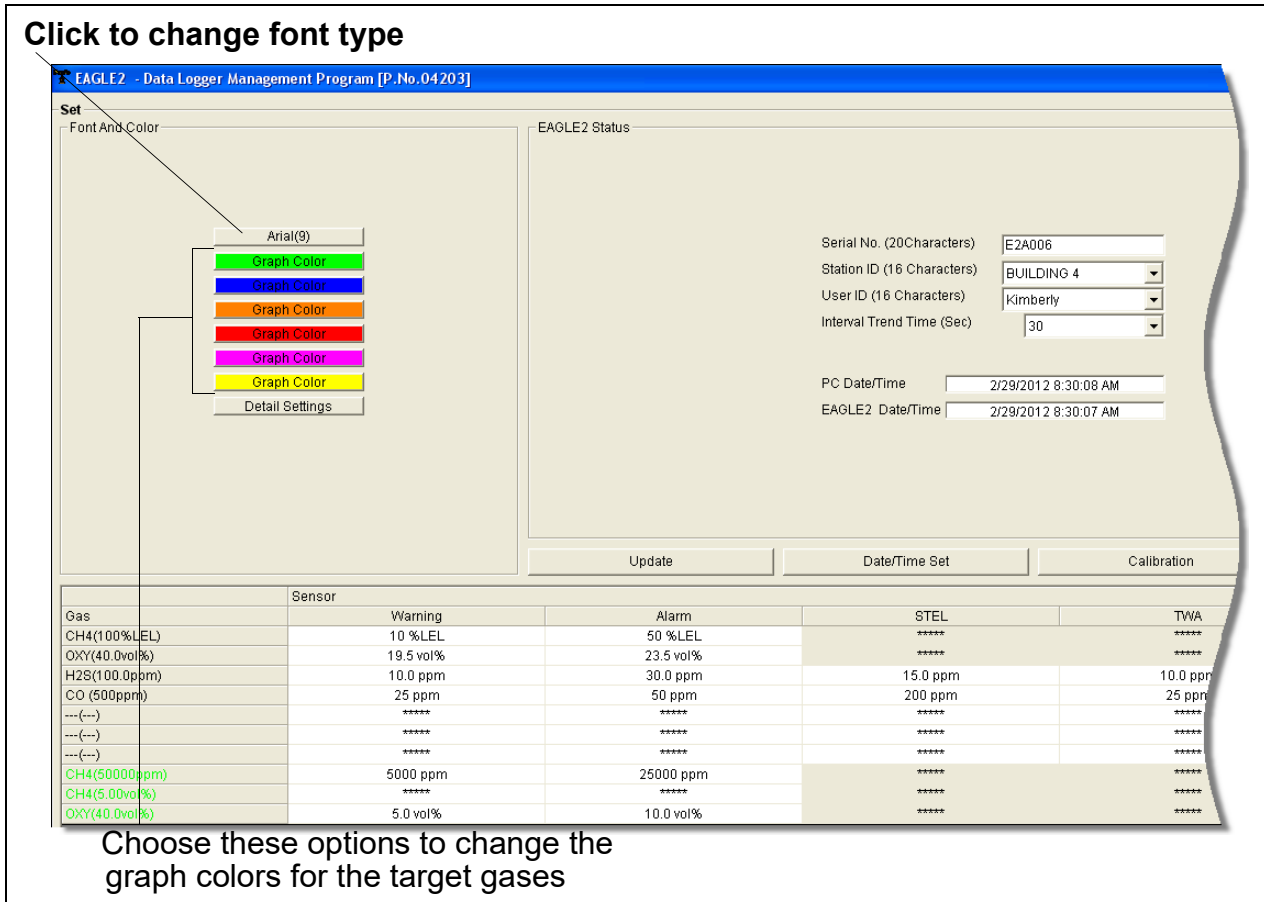 Click to change font type
EAGLE2 - Data Logger Management Program [P.No.04203]
Set
Font And Color
EAGLE2 Status
Arial(9)
Graph Color
Graph Color
Graph Color
Graph Color
Graph Color
Graph Color
Detail Settings
Serial No. (20Characters) E2A006
Station ID (16 Characters) BUILDING 4
User ID (16 Characters) Kimberly
Interval Trend Time (Sec) 30
PC Date/Time 2/29/2012 8:30:08 AM
EAGLE2 Date/Time 2/29/2012 8:30:07 AM
Update Date/Time Set Calibration
Sensor
Gas Warning Alarm STEL TWA
CH4(100%LEL) 10 %LEL 50 %LEL ***** *****
OXY(40.0vol%) 19.5 vol% 23.5 vol% ***** *****
H2S(100.0ppm) 10.0 ppm 30.0 ppm 15.0 ppm 10.0 ppm
CO (500ppm) 25 ppm 50 ppm 200 ppm 25 ppm
---(---) ***** ***** ***** *****
---(---) ***** ***** ***** *****
---(---) ***** ***** ***** *****
CH4(50000ppm) 5000 ppm 25000 ppm ***** *****
CH4(5.00vol%) ***** ***** ***** *****
OXY(40.0vol%) 5.0 vol% 10.0 vol% ***** *****
Choose these options to change the
graph colors for the target gases